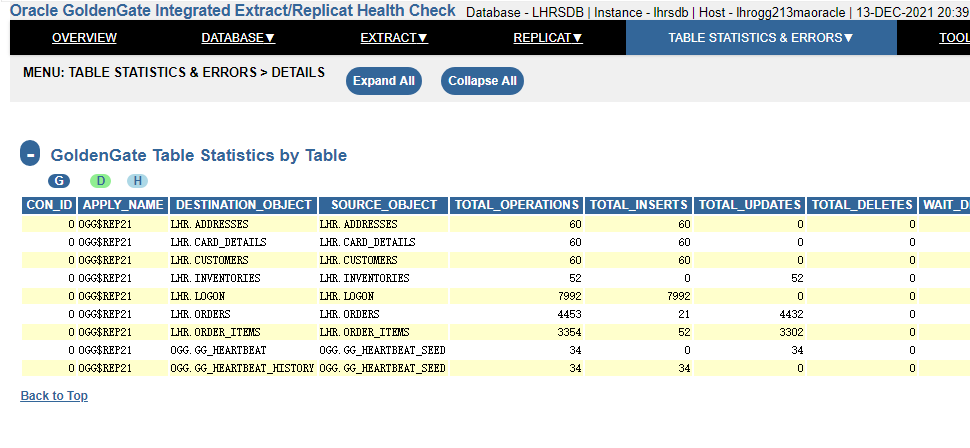 Oracle GoldenGate Integrated Extract/Replicat Health Check Database - LHRSDB | Instance - lhrsdb | Host - lhrogg213maoracle | 13-DEC-2021 20:39
OVERVIEW DATABASE▼ EXTRACT▼ REPLICAT▼ TABLE STATISTICS & ERRORS▼ TOOL
MENU: TABLE STATISTICS & ERRORS > DETAILS Expand All Collapse All
- GoldenGate Table Statistics by Table
G D H
CON_ID APPLY_NAME DESTINATION_OBJECT SOURCE_OBJECT TOTAL_OPERATIONS TOTAL_INSERTS TOTAL_UPDATES TOTAL_DELETES WAIT_D
0 OGG$REP21 LHR.ADDRESSES LHR.ADDRESSES 60 60 0 0
0 OGG$REP21 LHR.CARD_DETAILS LHR.CARD_DETAILS 60 60 0 0
0 OGG$REP21 LHR.CUSTOMERS LHR.CUSTOMERS 60 60 0 0
0 OGG$REP21 LHR.INVENTORIES LHR.INVENTORIES 52 0 52 0
0 OGG$REP21 LHR.LOGON LHR.LOGON 7992 7992 0 0
0 OGG$REP21 LHR.ORDERS LHR.ORDERS 4453 21 4432 0
0 OGG$REP21 LHR.ORDER_ITEMS LHR.ORDER_ITEMS 3354 52 3302 0
0 OGG$REP21 OGG.GG_HEARTBEAT OGG.GG_HEARTBEAT_SEED 34 0 34 0
0 OGG$REP21 OGG.GG_HEARTBEAT_HISTORY OGG.GG_HEARTBEAT_SEED 34 34 0 0
Back to Top